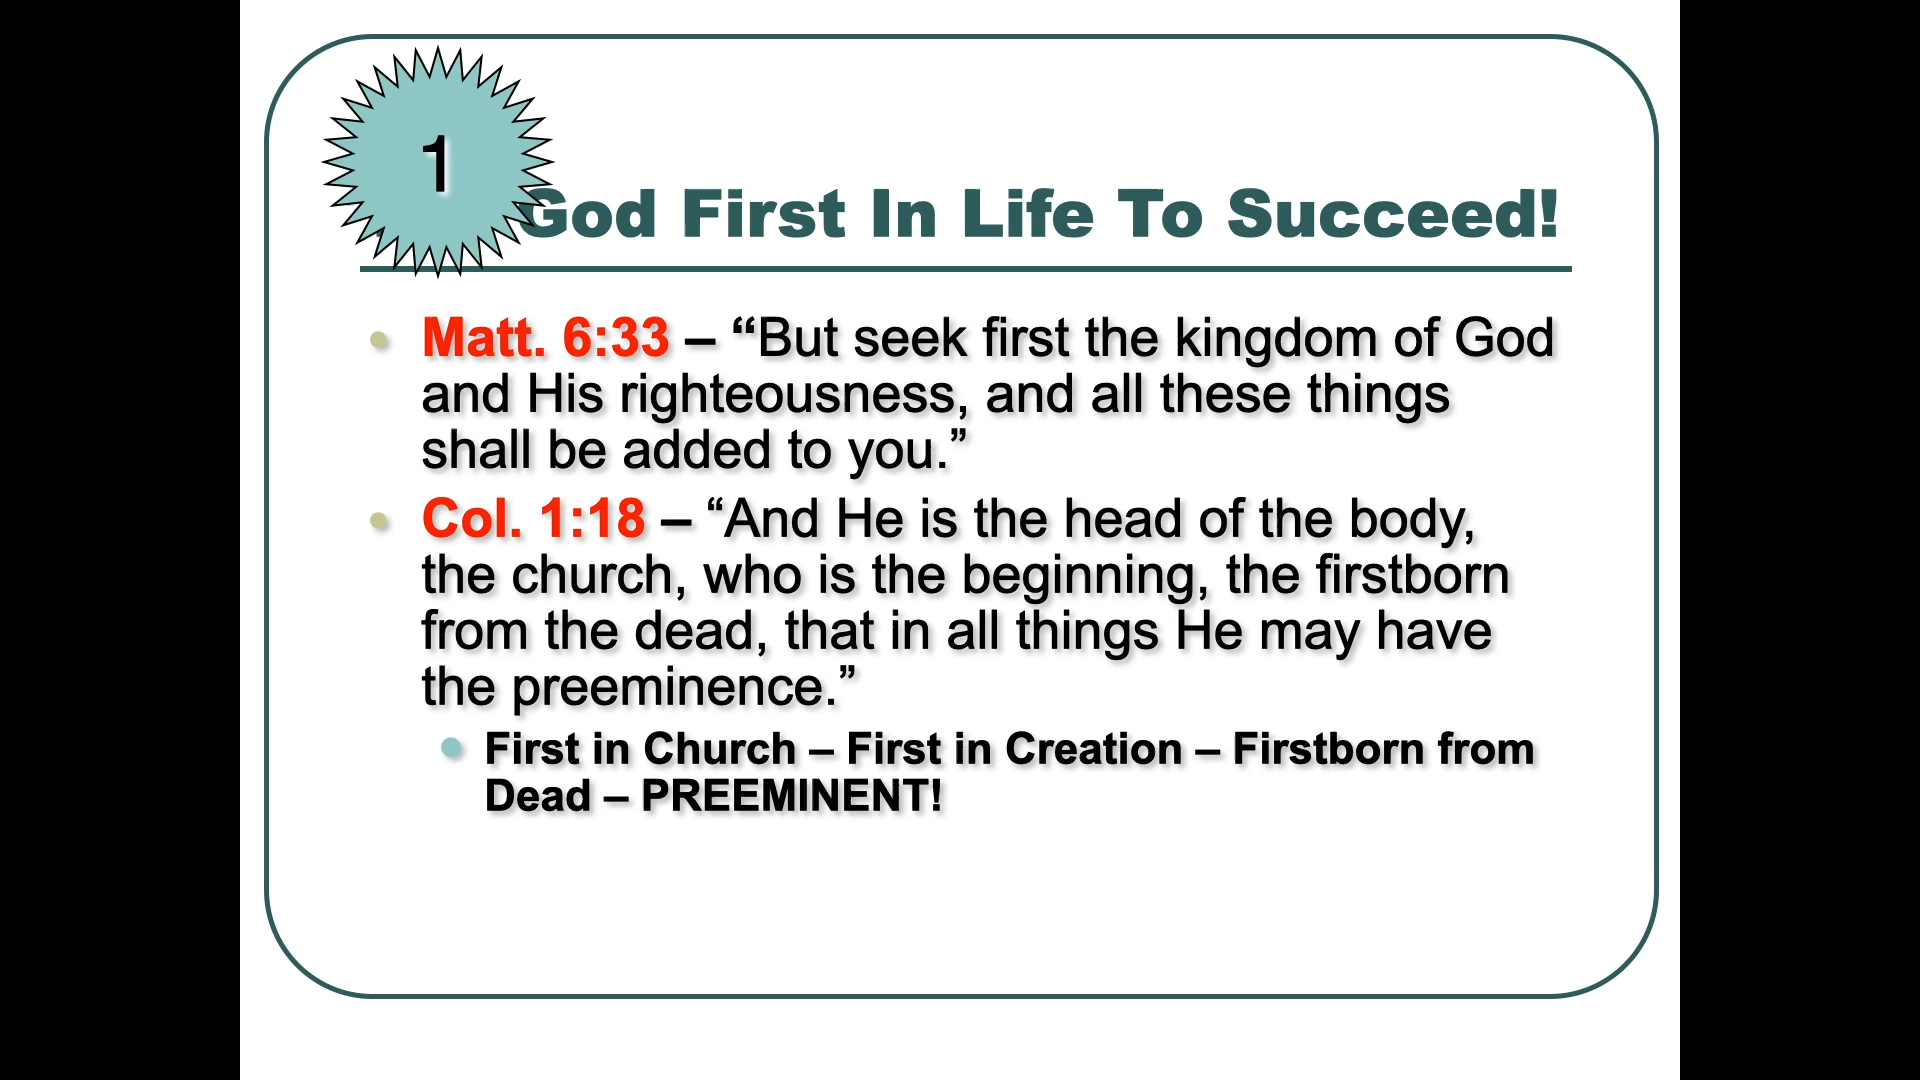 1
God First In Life To Succeed!
• Matt. 6:33 – “But seek first the kingdom of God
and His righteousness, and all these things
shall be added to you.”
• Col. 1:18 – “And He is the head of the body,
the church, who is the beginning, the firstborn
from the dead, that in all things He may have
the preeminence.”
• First in Church – First in Creation – Firstborn from
Dead – PREEMINENT!